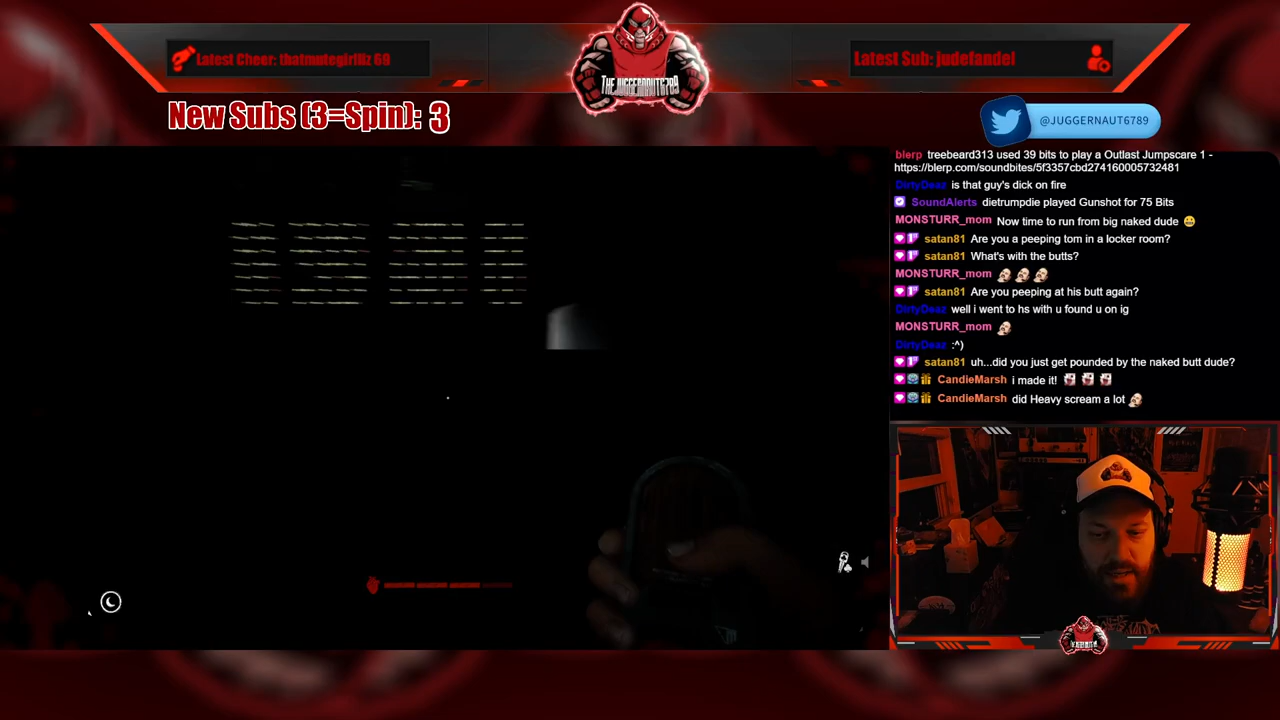 Latest Cheer: thatmutegirlliz 69
THEJUGGERNAUT6789
Latest Sub: judefandel
New Subs (3=Spin): 3
@JUGGERNAUT6789
blerp treebeard313 used 39 bits to play a Outlast Jumpscare 1 -
https://blerp.com/soundbites/5f3357cbd274160005732481
DirtyDeaz is that guy's dick on fire
SoundAlerts dietrumpdie played Gunshot for 75 Bits
MONSTURR_mom Now time to run from big naked dude
satan81 Are you a peeping tom in a locker room?
satan81 What's with the butts?
MONSTURR_mom
satan81 Are you peeping at his butt again?
DirtyDeaz well i went to hs with u found u on ig
MONSTURR_mom
DirtyDeaz :^)
satan81 uh...did you just get pounded by the naked butt dude?
CandieMarsh i made it!
CandieMarsh did Heavy scream a lot